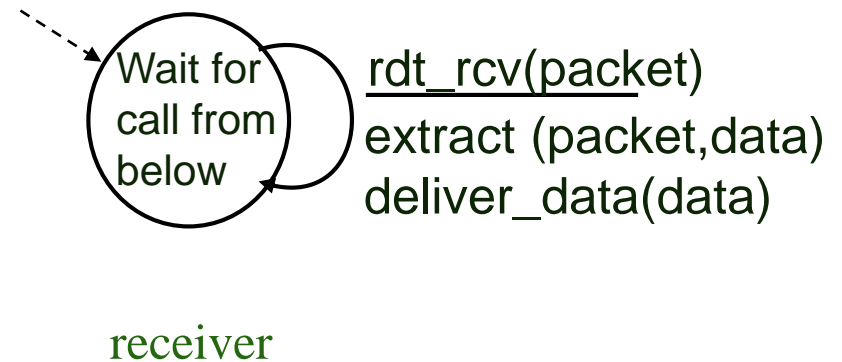 Wait for
call from
below
rdt_rcv(packet)
extract (packet,data)
deliver_data(data)
receiver